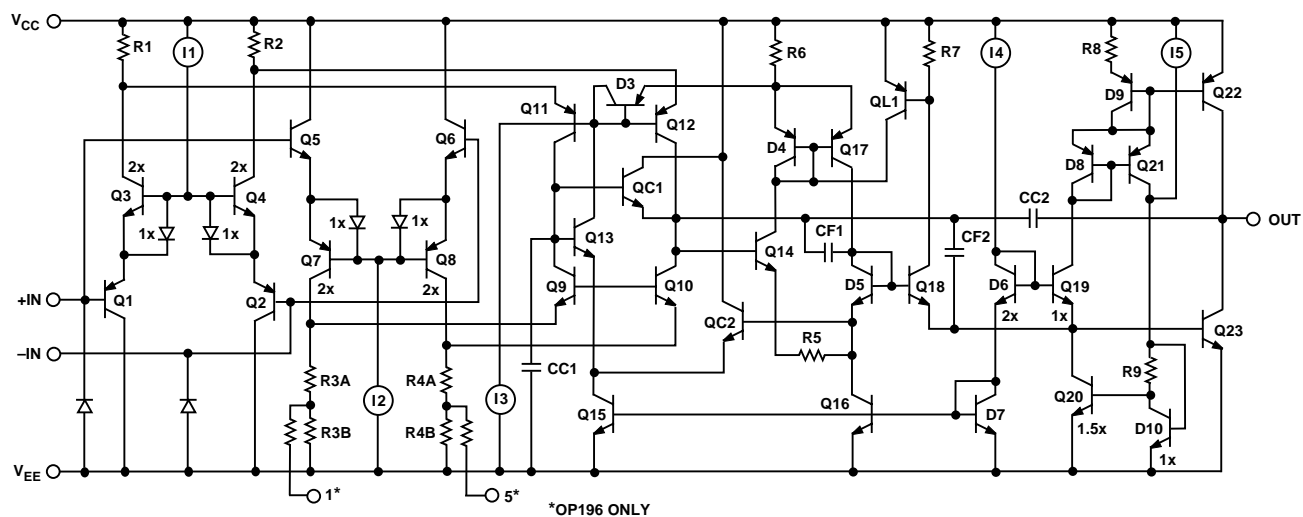 VCC
R1
I1
R2
R6
R7
I4
R8
I5
D3
Q11
Q12
QL1
D9
Q22
Q5
Q6
D4
Q17
D8
Q21
2x
2x
Q3
Q4
QC1
CC2
OUT
1x
1x
1x
1x
Q13
Q14
CF1
CF2
Q7
Q8
2x
2x
Q9
Q10
D5
Q18
D6
Q19
2x
1x
+IN
Q1
Q2
QC2
Q23
–IN
R5
CC1
R3A
R4A
I2
I3
R9
Q20
Q15
Q16
D7
D10
R3B
R4B
1.5x
1x
VEE
1*
5*
*OP196 ONLY